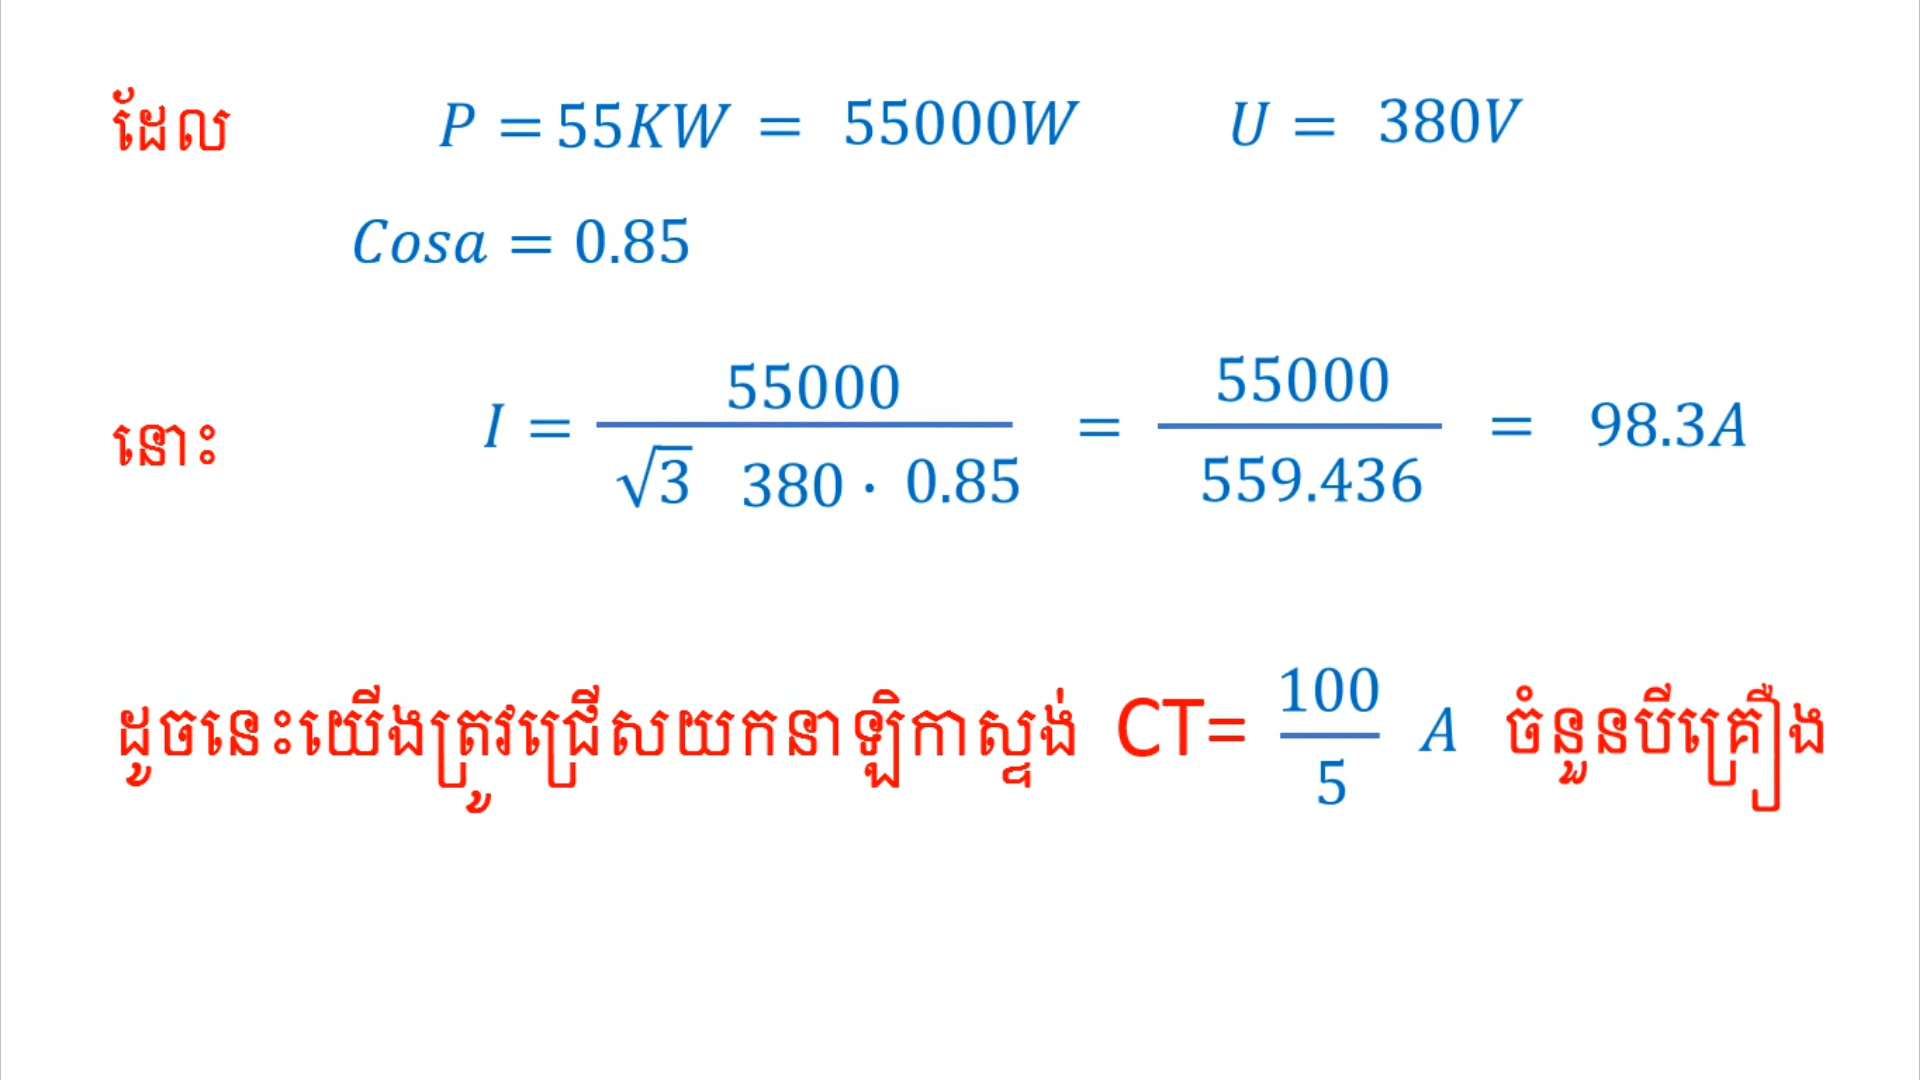 ដែល P = 55KW = 55000W U = 380V
Cosa = 0.85
នោះ I = 55000 / √3 380 · 0.85 = 55000 / 559.436 = 98.3A
ដូចនេះយើងត្រូវជ្រើសយកនាឡិកាស្ទង់ CT= 100/5 A ចំនួនបីគ្រឿង